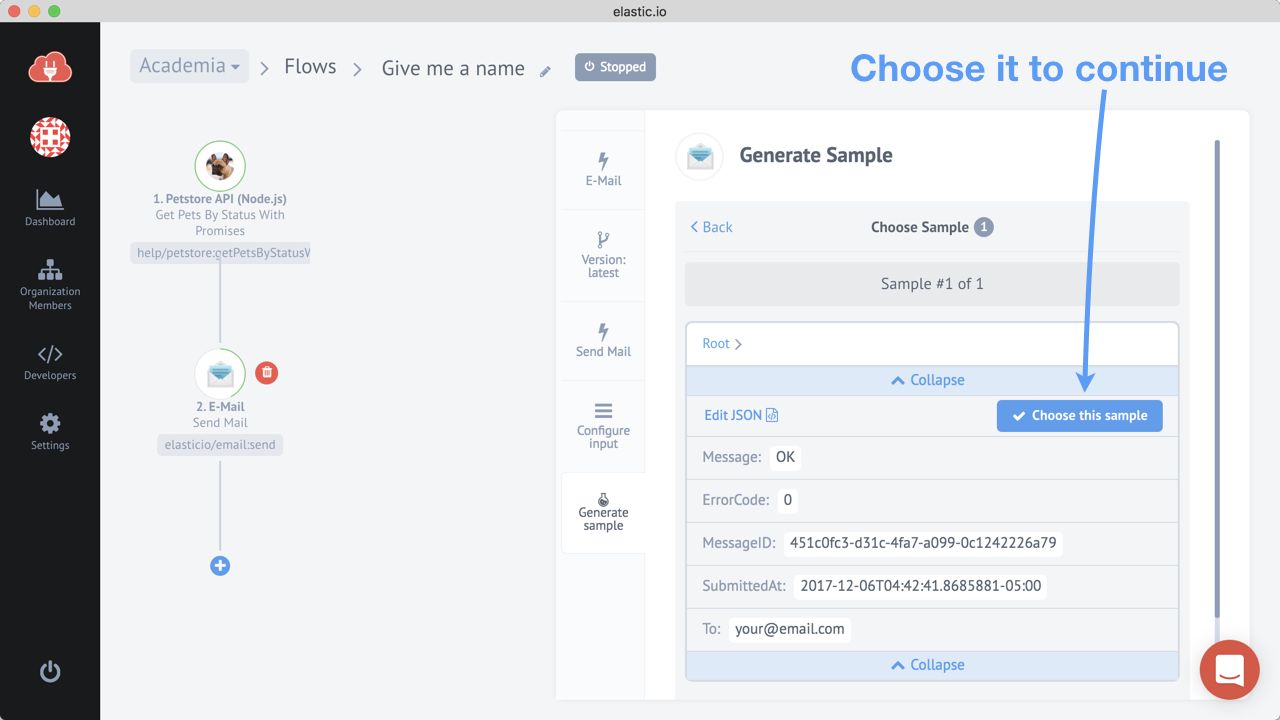 elastic.io
Academia
Flows
Give me a name
Stopped
Choose it to continue
Dashboard
Organization
Members
Developers
Settings
1. Petstore API (Node.js)
Get Pets By Status With
Promises
help/petstore:getPetsByStatusW
2. E-Mail
Send Mail
elasticio/email:send
E-Mail
Version:
latest
Send Mail
Configure
input
Generate
sample
Generate Sample
Back
Choose Sample 1
Sample #1 of 1
Root
Collapse
Edit JSON
Choose this sample
Message: OK
ErrorCode: 0
MessageID: 451c0fc3-d31c-4fa7-a099-0c1242226a79
SubmittedAt: 2017-12-06T04:42:41.8685881-05:00
To: your@email.com
Collapse